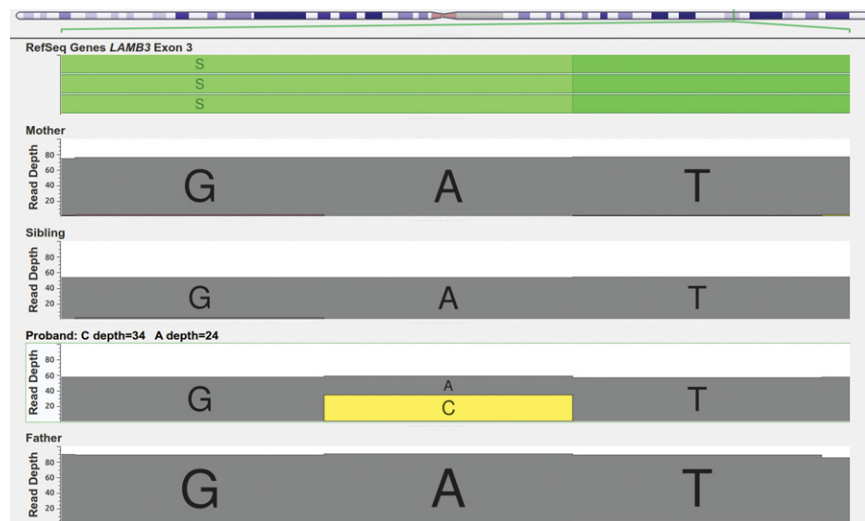 RefSeq Genes LAMB3 Exon 3
S
S
S
Mother
Read Depth
80
60
40
20
G A T
Sibling
Read Depth
80
60
40
20
G A T
Proband: C depth=34 A depth=24
Read Depth
80
60
40
20
G A T
C
Father
Read Depth
80
60
40
20
G A T